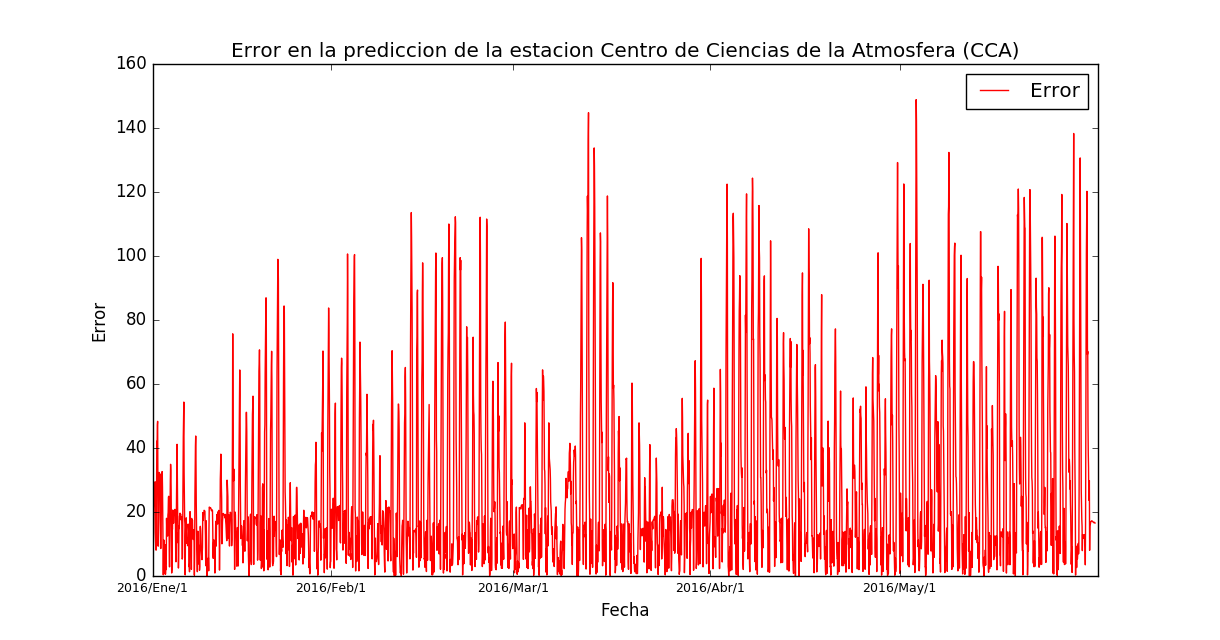 Error en la prediccion de la estacion Centro de Ciencias de la Atmosfera (CCA)
Error
160
140
120
100
80
60
40
20
0
Error
2016/Ene/1 2016/Feb/1 2016/Mar/1 2016/Abr/1 2016/May/1
Fecha